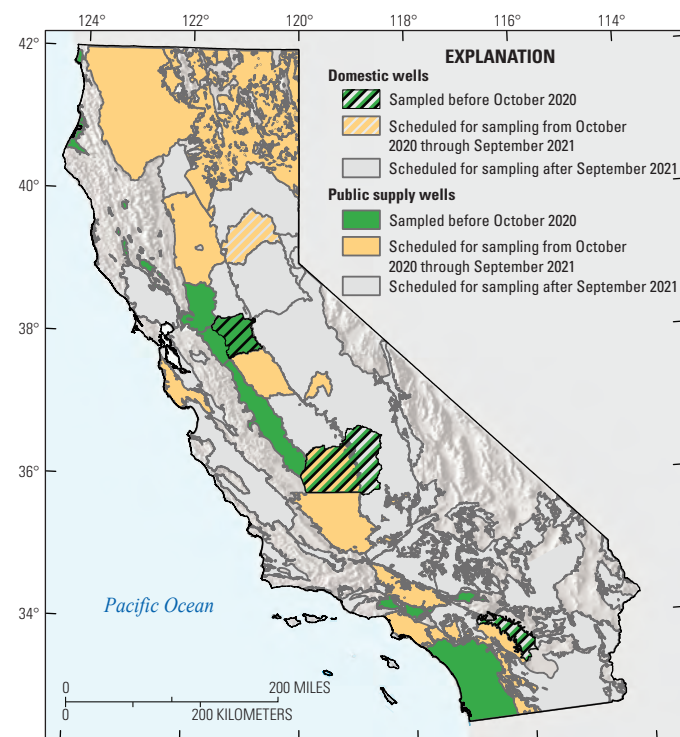 124° 122° 120° 118° 116° 114°
42°
40°
38°
36°
34°
EXPLANATION
Domestic wells
Sampled before October 2020
Scheduled for sampling from October
2020 through September 2021
Scheduled for sampling after September 2021
Public supply wells
Sampled before October 2020
Scheduled for sampling from October
2020 through September 2021
Scheduled for sampling after September 2021
Pacific Ocean
0 200 MILES
0 200 KILOMETERS